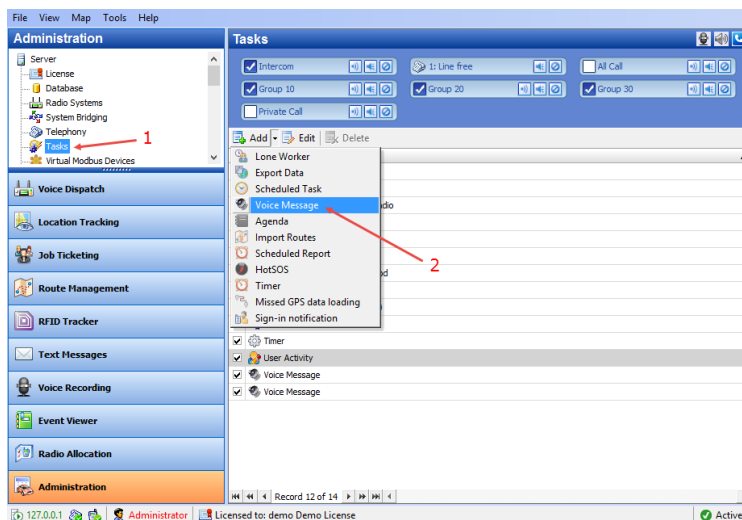 File View Map Tools Help
Administration
Server
License
Database
Radio Systems
System Bridging
Telephony
Tasks
Virtual Modbus Devices
1
Voice Dispatch
Location Tracking
Job Ticketing
Route Management
RFID Tracker
Text Messages
Voice Recording
Event Viewer
Radio Allocation
Administration
Tasks
Intercom
1: Line free
All Call
Group 10
Group 20
Group 30
Private Call
Add Edit Delete
Lone Worker
Export Data
Scheduled Task
Voice Message
Agenda
Import Routes
Scheduled Report
HotSOS
Timer
Missed GPS data loading
Sign-in notification
2
Timer
User Activity
Voice Message
Voice Message
Record 12 of 14
127.0.0.1 Administrator Licensed to: demo Demo License Active